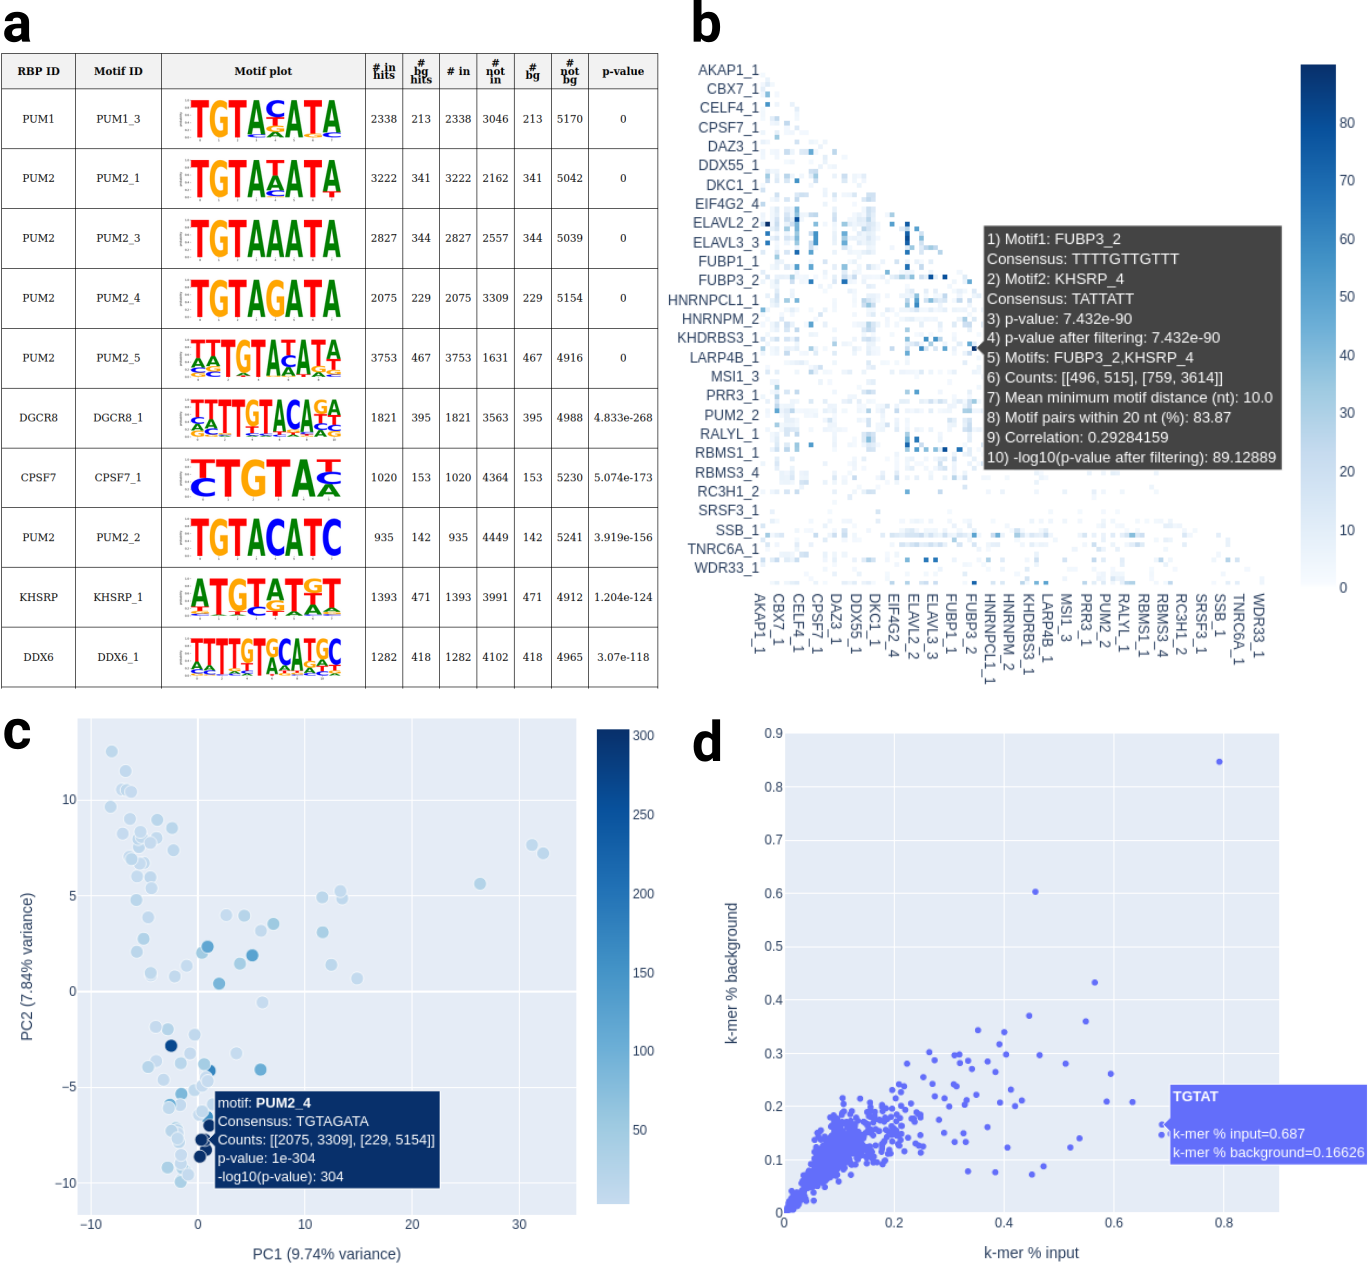 a
RBP ID Motif ID Motif plot # in hits # bg hits # in # not in # bg # not bg p-value
PUM1 PUM1_3 2338 213 2338 3046 213 5170 0
PUM2 PUM2_1 3222 341 3222 2162 341 5042 0
PUM2 PUM2_3 TGTAAATA 2827 344 2827 2557 344 5039 0
PUM2 PUM2_4 TGTAGATA 2075 229 2075 3309 229 5154 0
PUM2 PUM2_5 3753 467 3753 1631 467 4916 0
DGCR8 DGCR8_1 1821 395 1821 3563 395 4988 4.833e-268
CPSF7 CPSF7_1 1020 153 1020 4364 153 5230 5.074e-173
PUM2 PUM2_2 TGTACATC 935 142 935 4449 142 5241 3.919e-156
KHSRP KHSRP_1 1393 471 1393 3991 471 4912 1.204e-124
DDX6 DDX6_1 1282 418 1282 4102 418 4965 3.07e-118
b
AKAP1_1
CBX7_1
CELF4_1
CPSF7_1
DAZ3_1
DDX55_1
DKC1_1
EIF4G2_4
ELAVL2_2
ELAVL3_3
FUBP1_1
FUBP3_2
HNRNPCL1_1
HNRNPM_2
KHDRBS3_1
LARP4B_1
MSI1_3
PRR3_1
PUM2_2
RALYL_1
RBMS1_1
RBMS3_4
RC3H1_2
SRSF3_1
SSB_1
TNRC6A_1
WDR33_1
AKAP1_1 CBX7_1 CELF4_1 CPSF7_1 DAZ3_1 DDX55_1 DKC1_1 EIF4G2_4 ELAVL2_2 ELAVL3_3 FUBP1_1 FUBP3_2 HNRNPCL1_1 HNRNPM_2 KHDRBS3_1 LARP4B_1 MSI1_3 PRR3_1 PUM2_2 RALYL_1 RBMS1_1 RBMS3_4 RC3H1_2 SRSF3_1 SSB_1 TNRC6A_1 WDR33_1
1) Motif1: FUBP3_2
Consensus: TTTTGTTGTTT
2) Motif2: KHSRP_4
Consensus: TATTATT
3) p-value: 7.432e-90
4) p-value after filtering: 7.432e-90
5) Motifs: FUBP3_2,KHSRP_4
6) Counts: [[496, 515], [759, 3614]]
7) Mean minimum motif distance (nt): 10.0
8) Motif pairs within 20 nt (%): 83.87
9) Correlation: 0.29284159
10) -log10(p-value after filtering): 89.12889
80
70
60
50
40
30
20
10
0
c
PC2 (7.84% variance)
10
5
0
−5
−10
−10 0 10 20 30
PC1 (9.74% variance)
motif: PUM2_4
Consensus: TGTAGATA
Counts: [[2075, 3309], [229, 5154]]
p-value: 1e-304
-log10(p-value): 304
300
250
200
150
100
50
d
k-mer % background
0.9
0.8
0.7
0.6
0.5
0.4
0.3
0.2
0.1
0
0 0.2 0.4 0.6 0.8
k-mer % input
TGTAT
k-mer % input=0.687
k-mer % background=0.16626